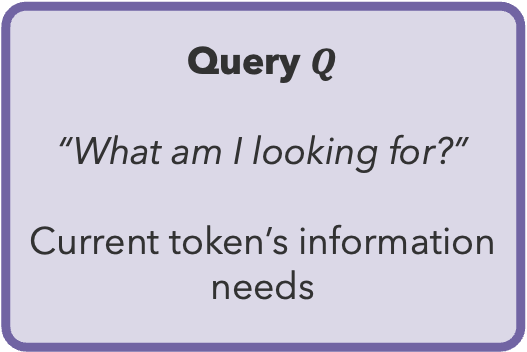 Query Q
“What am I looking for?”
Current token’s information
needs